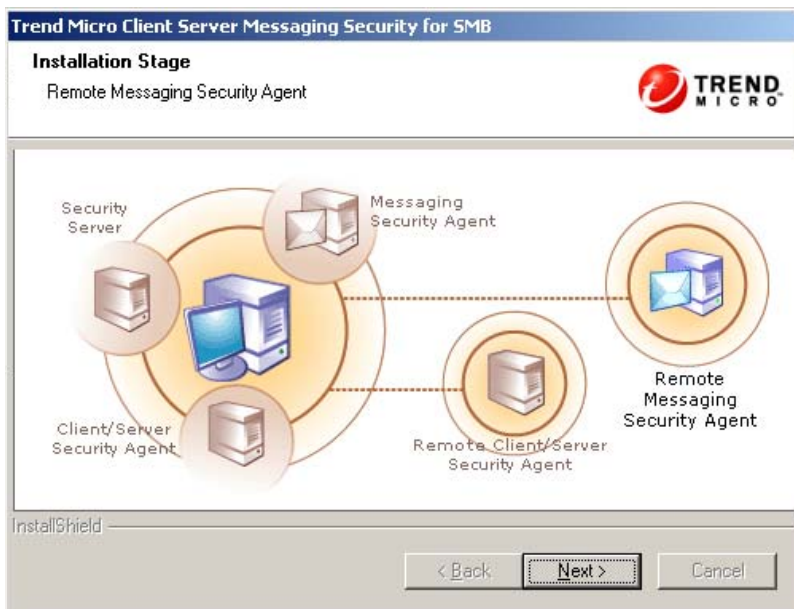 Trend Micro Client Server Messaging Security for SMB
Installation Stage
Remote Messaging Security Agent
TREND
MICRO
Security
Server
Messaging
Security Agent
Client/Server
Security Agent
Remote Client/Server
Security Agent
Remote
Messaging
Security Agent
InstallShield
< Back
Next >
Cancel